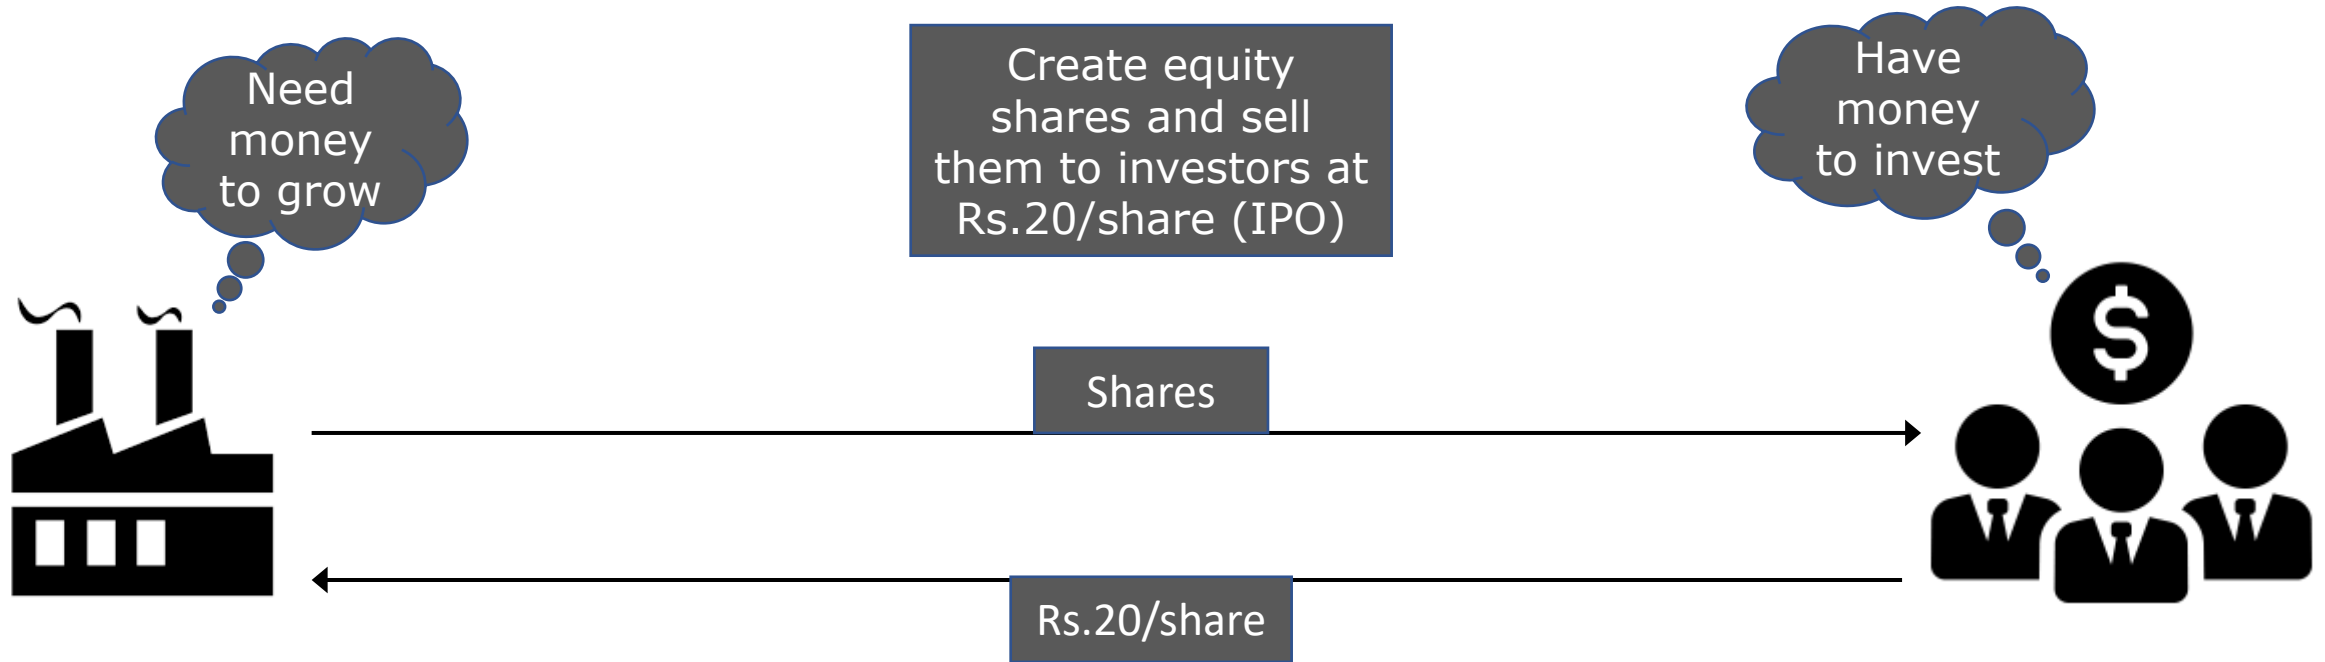 Need
money
to grow
Create equity
shares and sell
them to investors at
Rs.20/share (IPO)
Have
money
to invest
$
Shares
Rs.20/share